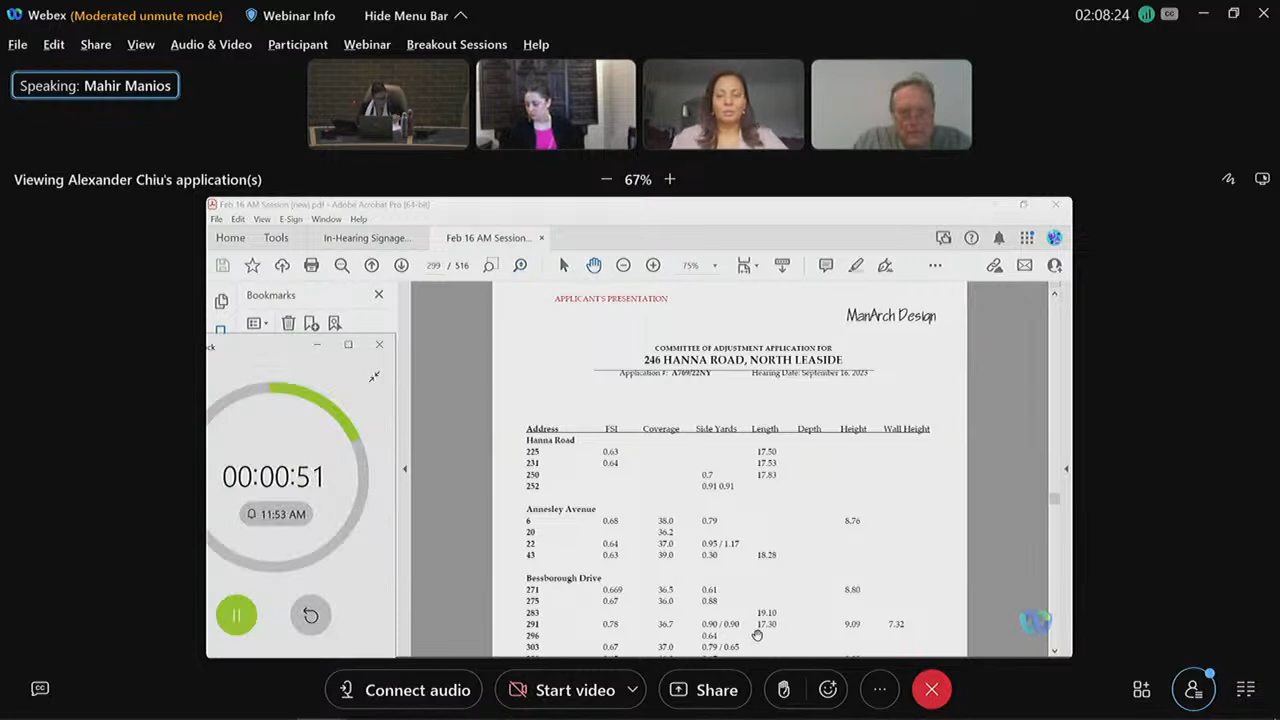 Webex (Moderated unmute mode) Webinar Info Hide Menu Bar 02:08:24 CC
File Edit Share View Audio & Video Participant Webinar Breakout Sessions Help
Speaking: Mahir Manios
Viewing Alexander Chiu's application(s) 67%
Feb 16 AM Session (new).pdf - Adobe Acrobat Pro (64-bit)
File Edit View E-Sign Window Help
Home Tools In-Hearing Signage... Feb 16 AM Session... ×
299 / 516 75%
Bookmarks
ck
00:00:51
11:53 AM
APPLICANT'S PRESENTATION
ManArch Design
COMMITTEE OF ADJUSTMENT APPLICATION FOR
246 HANNA ROAD, NORTH LEASIDE
Application #: A769/22NY Hearing Date: September 16, 2023
Address FSI Coverage Side Yards Length Depth Height Wall Height
Hanna Road
225 0.63 17.50
231 0.64 17.53
250 0.7 17.83
252 0.91 0.91
Annesley Avenue
6 0.68 38.0 0.79 8.76
20 36.2
22 0.64 37.0 0.95 / 1.17
43 0.63 39.0 0.30 18.28
Bessborough Drive
271 0.669 36.5 0.61 8.80
275 0.67 36.0 0.88
283 19.10
291 0.78 36.7 0.90 / 0.90 17.30 9.09 7.32
296 0.64
303 0.67 37.0 0.79 / 0.65
CC Connect audio Start video Share